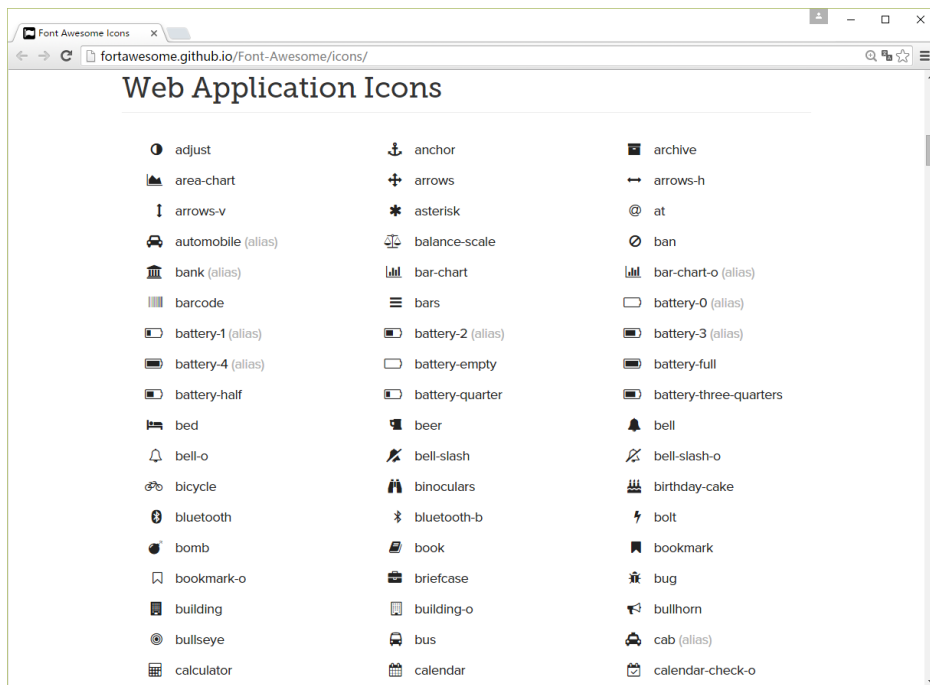 Font Awesome Icons
fortawesome.github.io/Font-Awesome/icons/
Web Application Icons
adjust anchor archive
area-chart arrows arrows-h
arrows-v asterisk at
automobile (alias) balance-scale ban
bank (alias) bar-chart bar-chart-o (alias)
barcode bars battery-0 (alias)
battery-1 (alias) battery-2 (alias) battery-3 (alias)
battery-4 (alias) battery-empty battery-full
battery-half battery-quarter battery-three-quarters
bed beer bell
bell-o bell-slash bell-slash-o
bicycle binoculars birthday-cake
bluetooth bluetooth-b bolt
bomb book bookmark
bookmark-o briefcase bug
building building-o bullhorn
bullseye bus cab (alias)
calculator calendar calendar-check-o